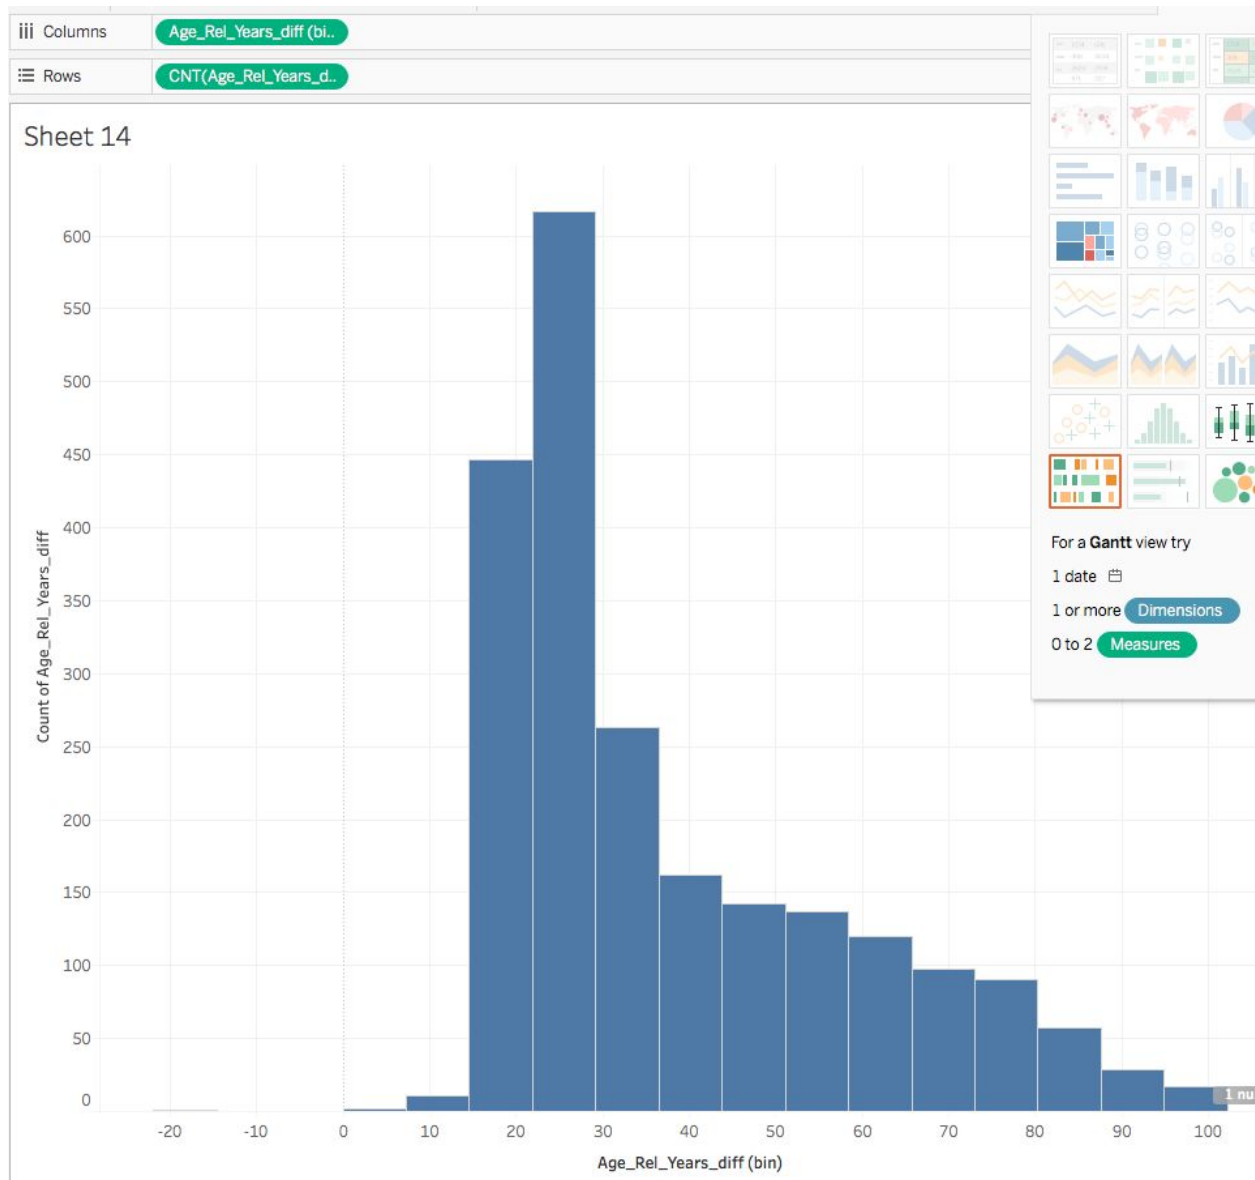 Columns
Age_Rel_Years_diff (bi..
Rows
CNT(Age_Rel_Years_d..
Sheet 14
600
550
500
450
400
350
300
250
200
150
100
50
0
Count of Age_Rel_Years_diff
-20 -10 0 10 20 30 40 50 60 70 80 90 100
Age_Rel_Years_diff (bin)
1 nu
For a Gantt view try
1 date
1 or more Dimensions
0 to 2 Measures